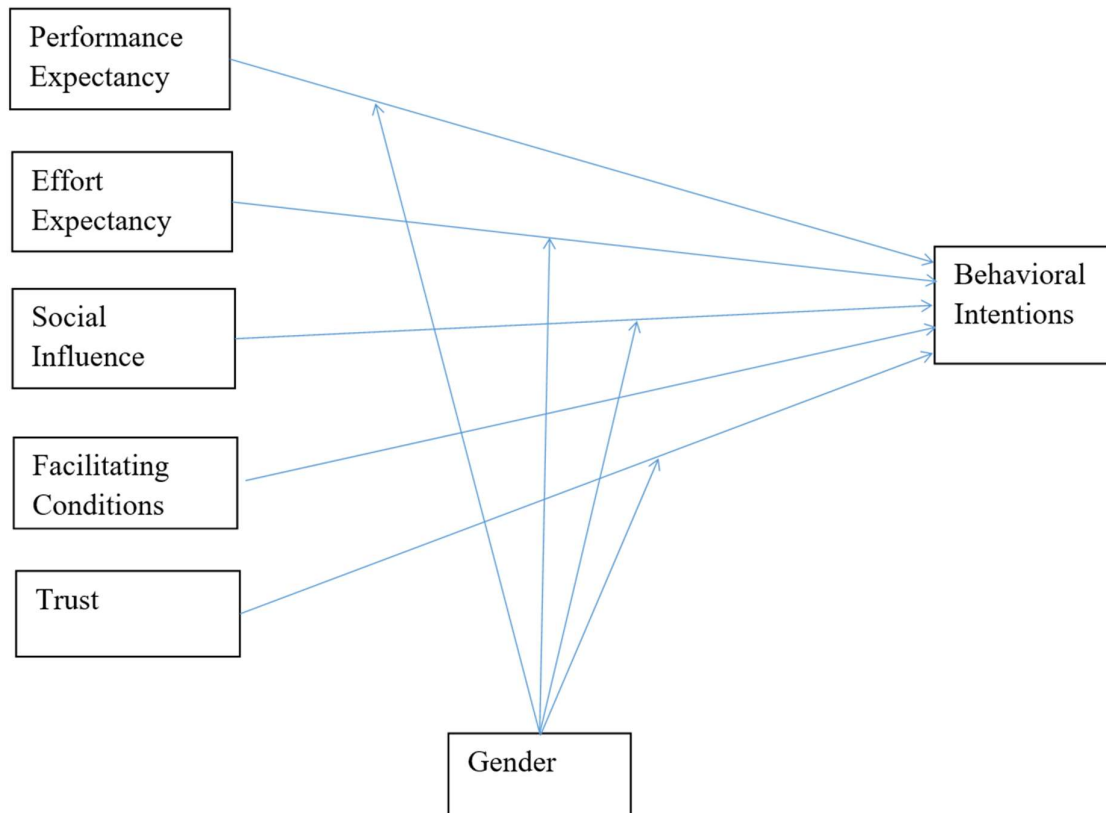 Performance
Expectancy
Effort
Expectancy
Social
Influence
Behavioral
Intentions
Facilitating
Conditions
Trust
Gender